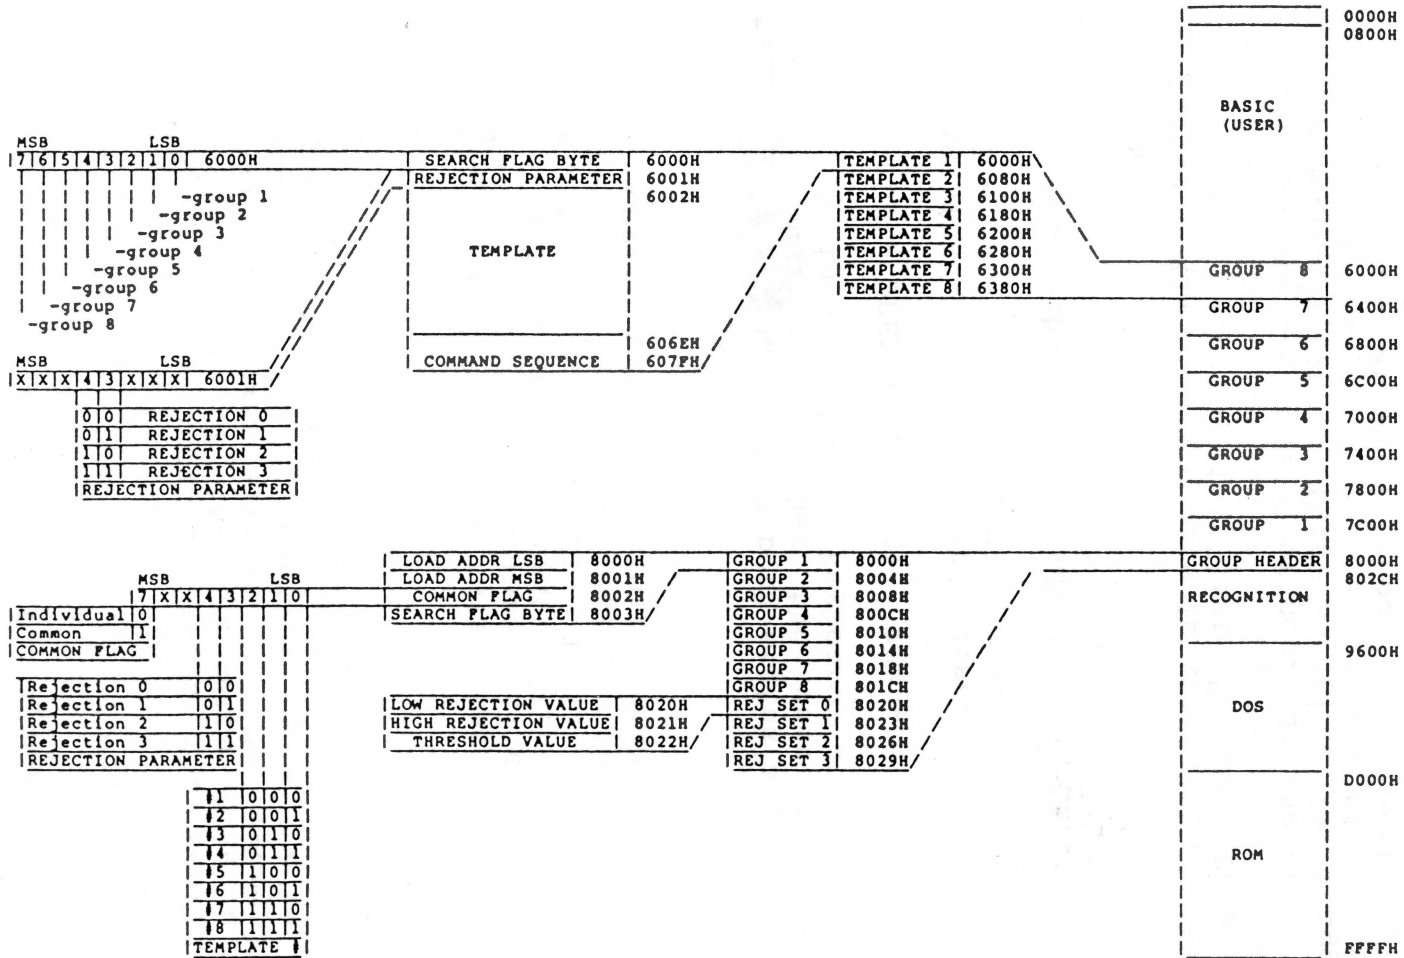 0000H
0800H
BASIC
(USER)
MSB LSB
|7|6|5|4|3|2|1|0| 6000H
-group 1
-group 2
-group 3
-group 4
-group 5
-group 6
-group 7
-group 8
SEARCH FLAG BYTE | 6000H
REJECTION PARAMETER | 6001H
6002H
TEMPLATE
606EH
COMMAND SEQUENCE | 607FH
TEMPLATE 1 | 6000H
TEMPLATE 2 | 6080H
TEMPLATE 3 | 6100H
TEMPLATE 4 | 6180H
TEMPLATE 5 | 6200H
TEMPLATE 6 | 6280H
TEMPLATE 7 | 6300H
TEMPLATE 8 | 6380H
GROUP 8 | 6000H
GROUP 7 | 6400H
GROUP 6 | 6800H
GROUP 5 | 6C00H
GROUP 4 | 7000H
GROUP 3 | 7400H
GROUP 2 | 7800H
GROUP 1 | 7C00H
MSB LSB
|X|X|X|4|3|X|X|X| 6001H
|0|0| REJECTION 0 |
|0|1| REJECTION 1 |
|1|0| REJECTION 2 |
|1|1| REJECTION 3 |
|REJECTION PARAMETER|
LOAD ADDR LSB | 8000H
LOAD ADDR MSB | 8001H
COMMON FLAG | 8002H
SEARCH FLAG BYTE | 8003H
GROUP 1 | 8000H
GROUP 2 | 8004H
GROUP 3 | 8008H
GROUP 4 | 800CH
GROUP 5 | 8010H
GROUP 6 | 8014H
GROUP 7 | 8018H
GROUP 8 | 801CH
REJ SET 0 | 8020H
REJ SET 1 | 8023H
REJ SET 2 | 8026H
REJ SET 3 | 8029H
GROUP HEADER | 8000H
802CH
RECOGNITION
9600H
DOS
D000H
ROM
FFFFH
MSB LSB
|7|X|X|4|3|2|1|0|
|Individual|0|
|Common |1|
|COMMON FLAG|
|Rejection 0 |0|0|
|Rejection 1 |0|1|
|Rejection 2 |1|0|
|Rejection 3 |1|1|
|REJECTION PARAMETER|
LOW REJECTION VALUE | 8020H
HIGH REJECTION VALUE | 8021H
THRESHOLD VALUE | 8022H
| #1 |0|0|0|
| #2 |0|0|1|
| #3 |0|1|0|
| #4 |0|1|1|
| #5 |1|0|0|
| #6 |1|0|1|
| #7 |1|1|0|
| #8 |1|1|1|
|TEMPLATE #|